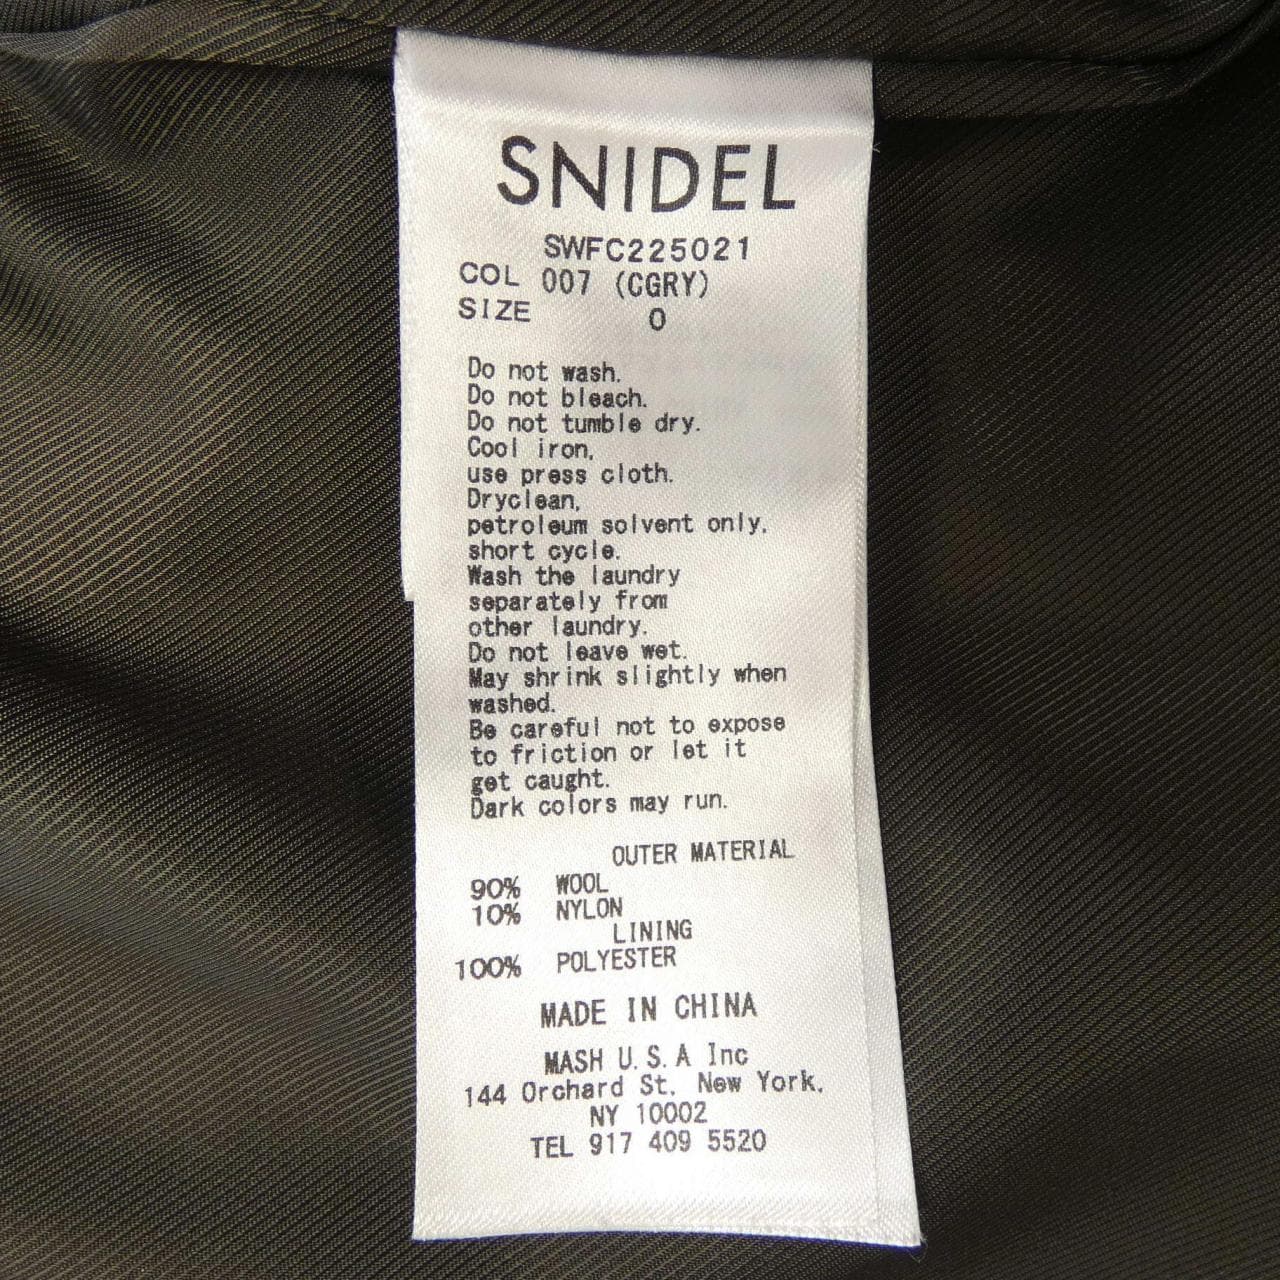 SNIDEL
SWFC225021
COL 007 (CGRY)
SIZE 0
Do not wash.
Do not bleach.
Do not tumble dry.
Cool iron,
use press cloth.
Dryclean,
petroleum solvent only,
short cycle.
Wash the laundry
separately from
other laundry.
Do not leave wet.
May shrink slightly when
washed.
Be careful not to expose
to friction or let it
get caught.
Dark colors may run.
OUTER MATERIAL
90% WOOL
10% NYLON
LINING
100% POLYESTER
MADE IN CHINA
MASH U.S.A Inc
144 Orchard St, New York,
NY 10002
TEL 917 409 5520